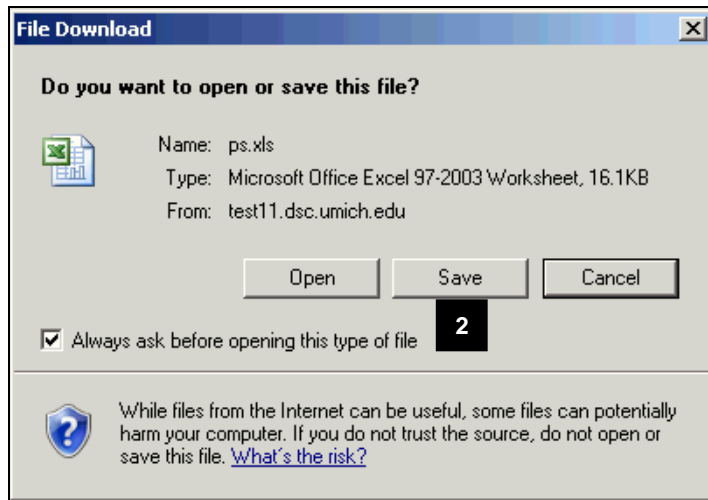 File Download
Do you want to open or save this file?
Name: ps.xls
Type: Microsoft Office Excel 97-2003 Worksheet, 16.1KB
From: test11.dsc.umich.edu
Open Save Cancel
2
Always ask before opening this type of file
While files from the Internet can be useful, some files can potentially
harm your computer. If you do not trust the source, do not open or
save this file. What's the risk?